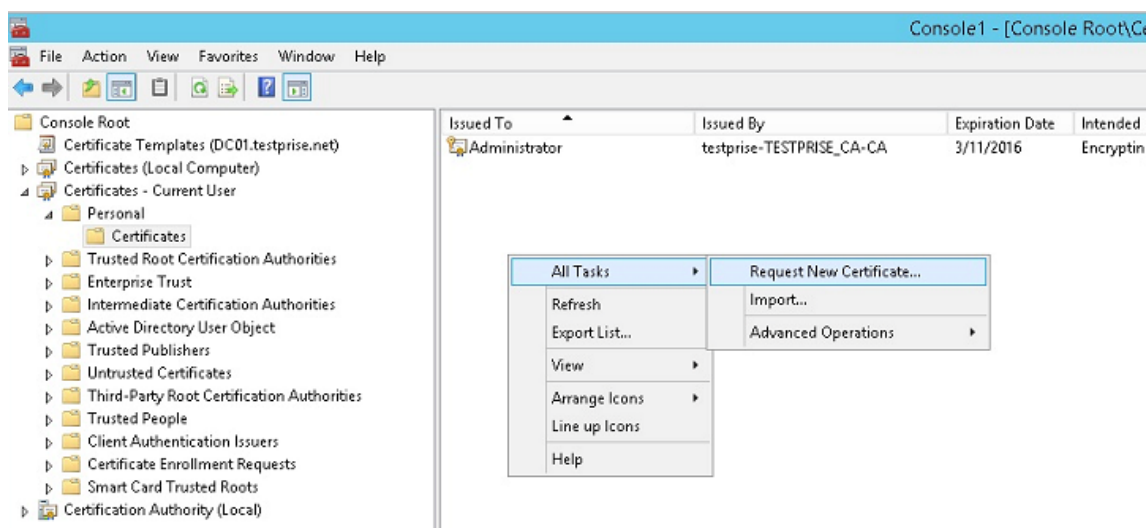 Console1 - [Console Root\Ce
File Action View Favorites Window Help
Console Root
Certificate Templates (DC01.testprise.net)
Certificates (Local Computer)
Certificates - Current User
Personal
Certificates
Trusted Root Certification Authorities
Enterprise Trust
Intermediate Certification Authorities
Active Directory User Object
Trusted Publishers
Untrusted Certificates
Third-Party Root Certification Authorities
Trusted People
Client Authentication Issuers
Certificate Enrollment Requests
Smart Card Trusted Roots
Certification Authority (Local)
Issued To Issued By Expiration Date Intended
Administrator testprise-TESTPRISE_CA-CA 3/11/2016 Encryptin
All Tasks
Refresh
Export List...
View
Arrange Icons
Line up Icons
Help
Request New Certificate...
Import...
Advanced Operations